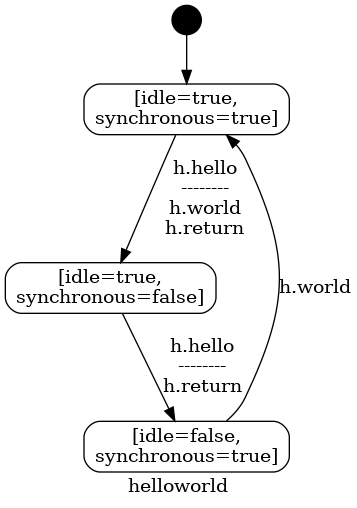 [idle=true,
synchronous=true]
h.hello
--------
h.world
h.return
[idle=true,
synchronous=false]
h.world
h.hello
--------
h.return
[idle=false,
synchronous=true]
helloworld